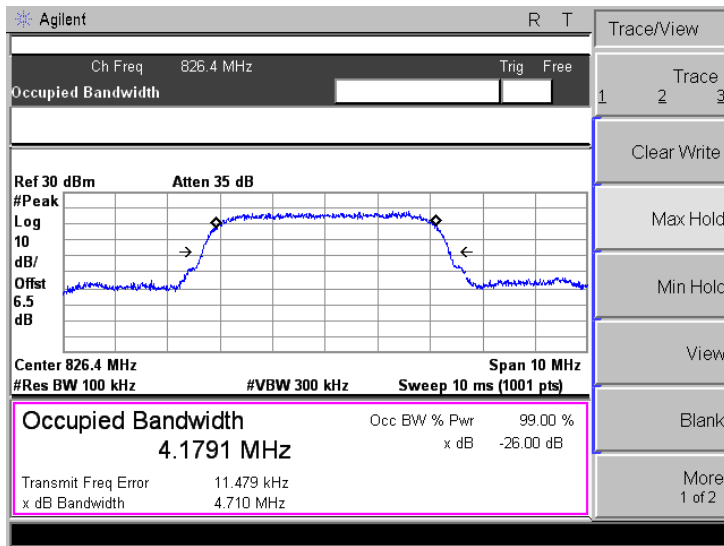 Agilent R T
Ch Freq 826.4 MHz Trig Free
Occupied Bandwidth
Ref 30 dBm Atten 35 dB
#Peak
Log
10
dB/
Offst
6.5
dB
Center 826.4 MHz Span 10 MHz
#Res BW 100 kHz #VBW 300 kHz Sweep 10 ms (1001 pts)
Occupied Bandwidth
4.1791 MHz
Occ BW % Pwr 99.00 %
x dB -26.00 dB
Transmit Freq Error 11.479 kHz
x dB Bandwidth 4.710 MHz
Trace/View
Trace
1 2 3
Clear Write
Max Hold
Min Hold
View
Blank
More
1 of 2